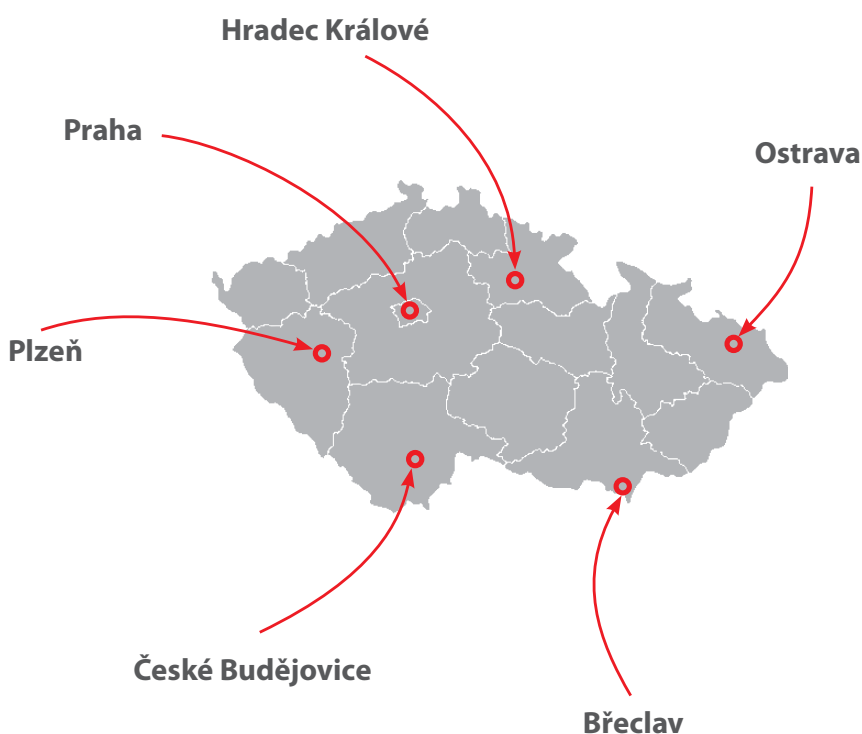 Hradec Králové
Praha
Ostrava
Plzeň
České Budějovice
Břeclav